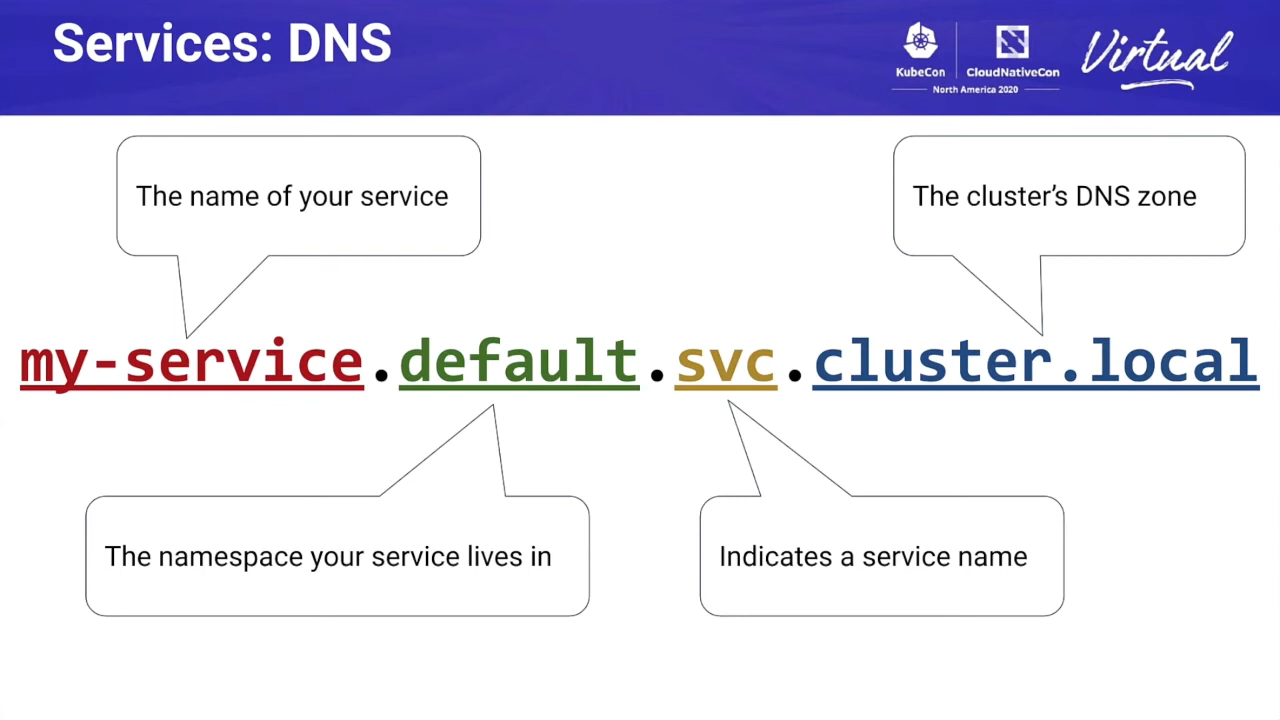 Services: DNS
KubeCon
CloudNativeCon
North America 2020
Virtual
The name of your service
The cluster’s DNS zone
my-service.default.svc.cluster.local
The namespace your service lives in
Indicates a service name